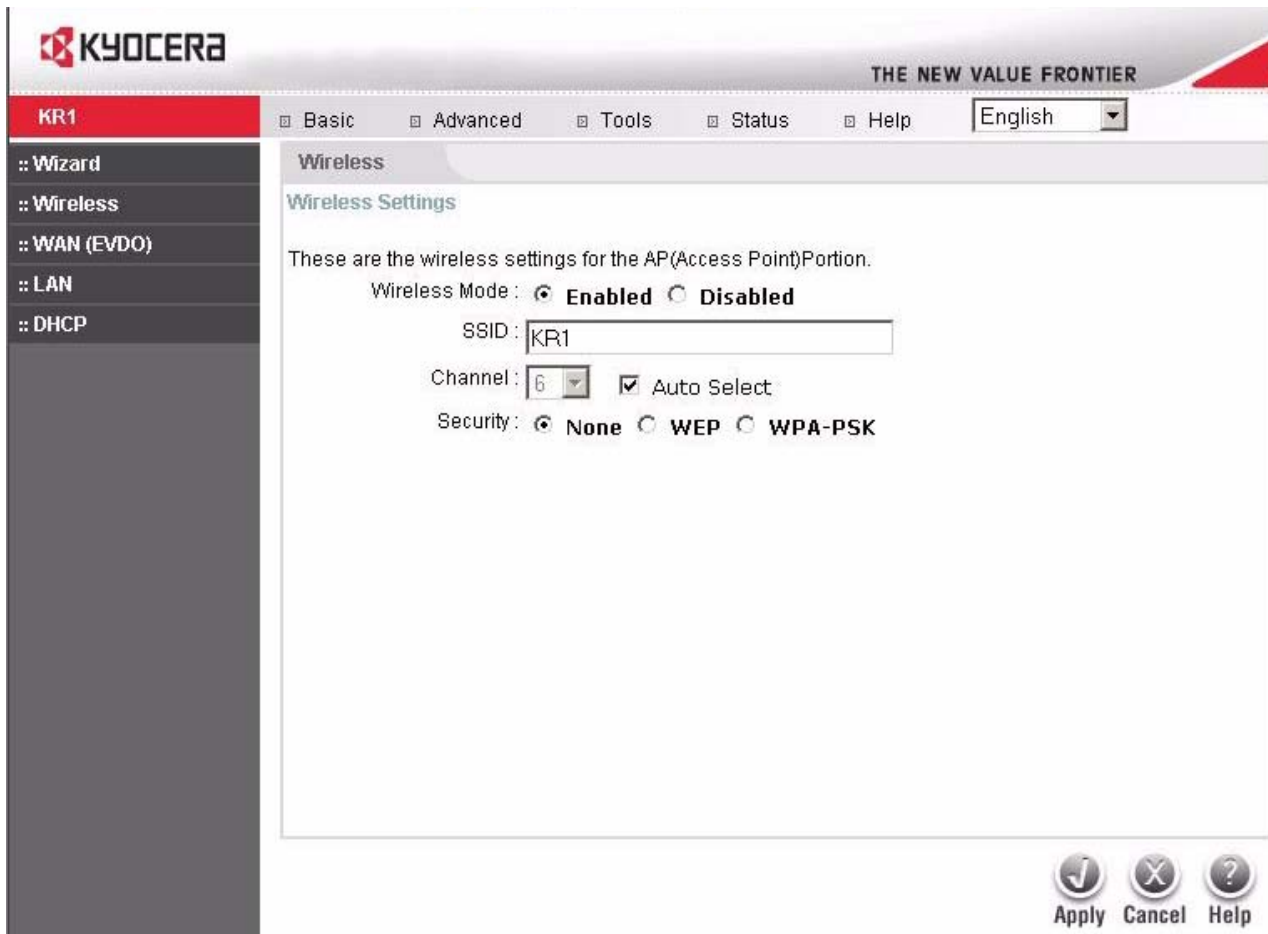 KYOCERA
THE NEW VALUE FRONTIER
KR1
Basic Advanced Tools Status Help English
:: Wizard
:: Wireless
:: WAN (EVDO)
:: LAN
:: DHCP
Wireless
Wireless Settings
These are the wireless settings for the AP(Access Point)Portion.
Wireless Mode : Enabled Disabled
SSID : KR1
Channel : 6 Auto Select
Security : None WEP WPA-PSK
Apply Cancel Help